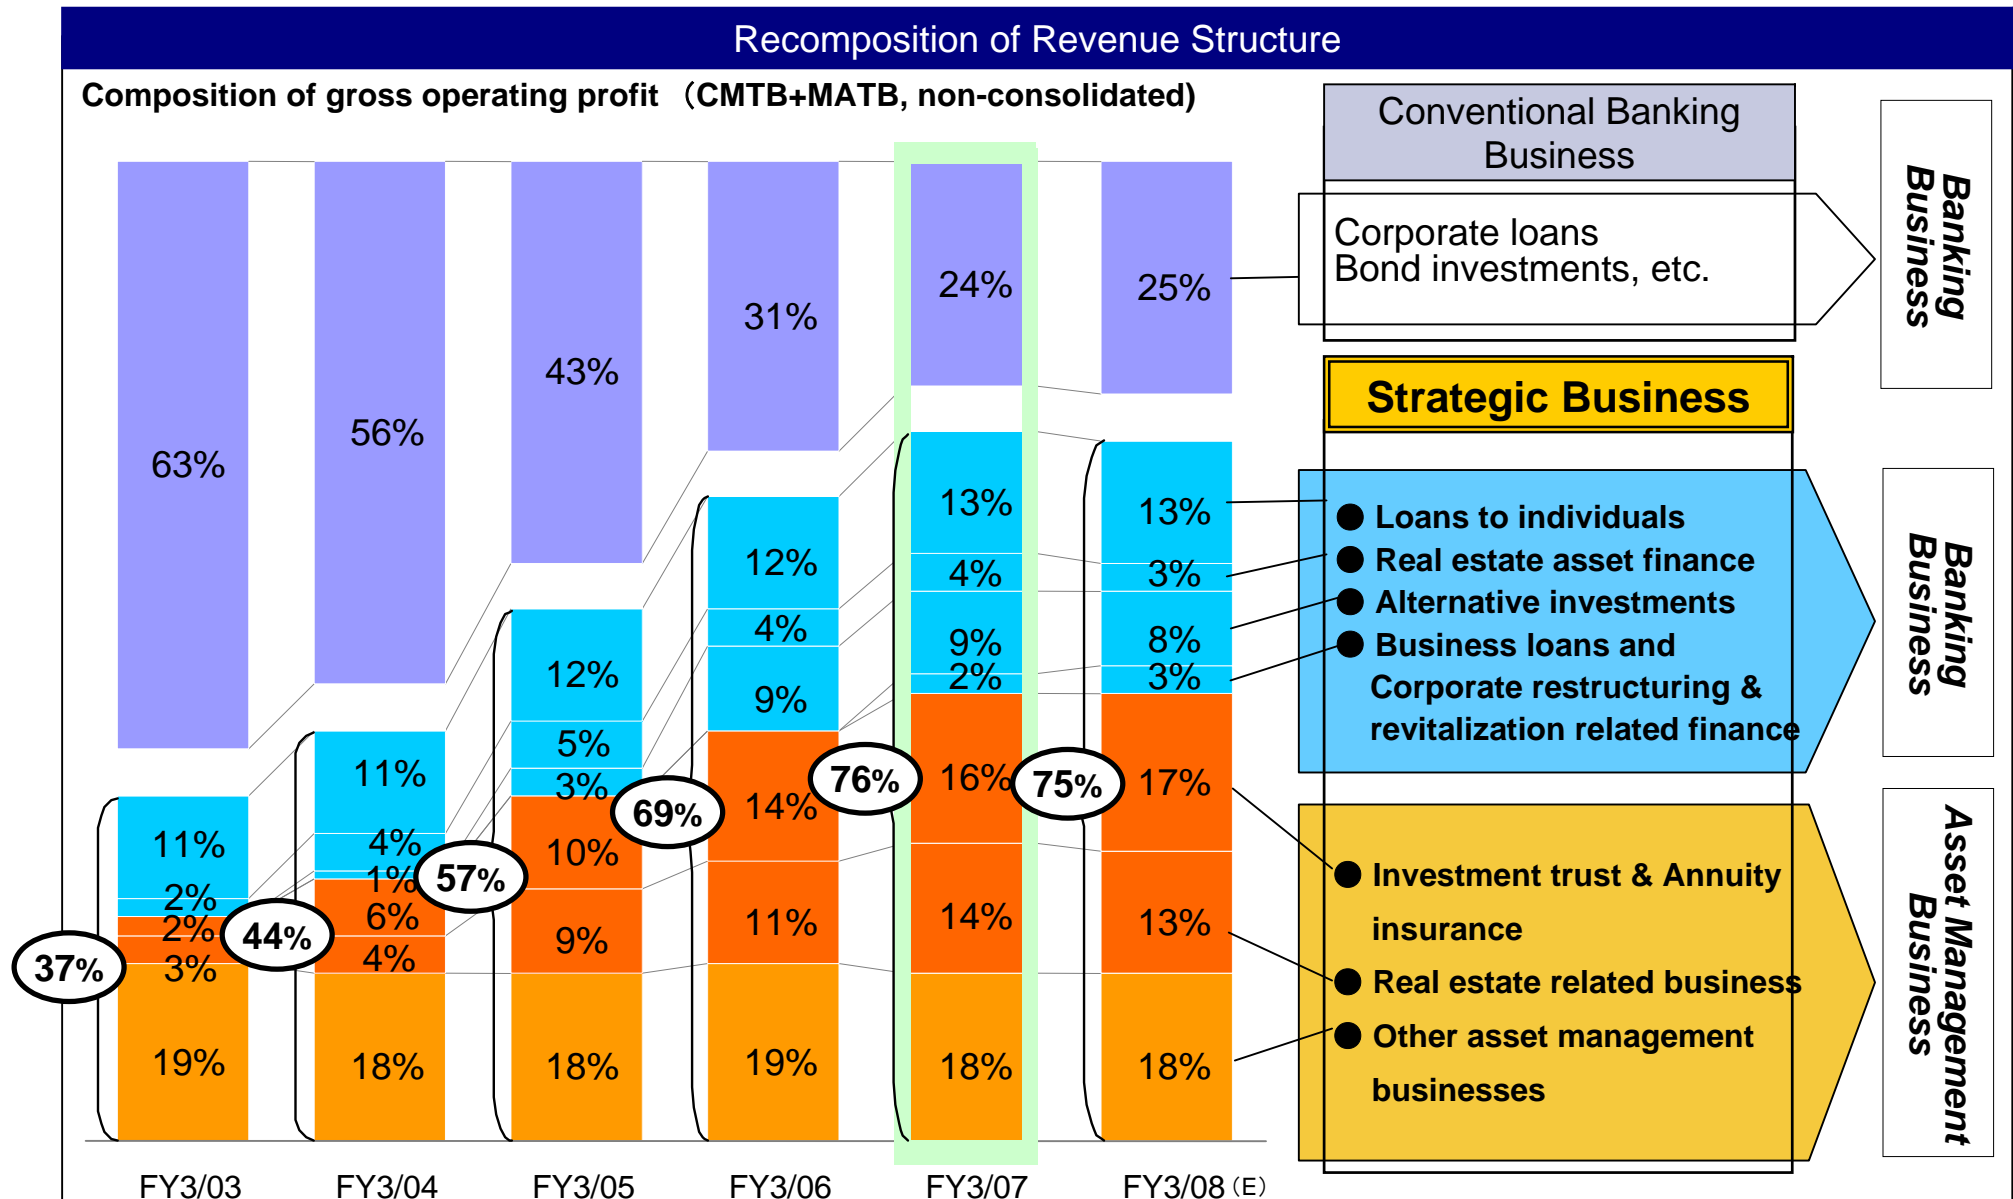 Recomposition of Revenue Structure
Composition of gross operating profit （CMTB+MATB, non-consolidated)
63%
11%
2%
2%
3%
19%
37%
56%
11%
4%
1%
6%
4%
18%
44%
43%
12%
5%
3%
10%
9%
18%
57%
31%
12%
4%
9%
14%
11%
19%
69%
24%
13%
4%
9%
2%
16%
14%
18%
76%
25%
13%
3%
8%
3%
17%
13%
18%
75%
FY3/03
FY3/04
FY3/05
FY3/06
FY3/07
FY3/08 (E)
Conventional Banking
Business
Corporate loans
Bond investments, etc.
Banking
Business
Strategic Business
● Loans to individuals
● Real estate asset finance
● Alternative investments
● Business loans and
Corporate restructuring &
revitalization related finance
Banking
Business
● Investment trust & Annuity
insurance
● Real estate related business
● Other asset management
businesses
Asset Management
Business